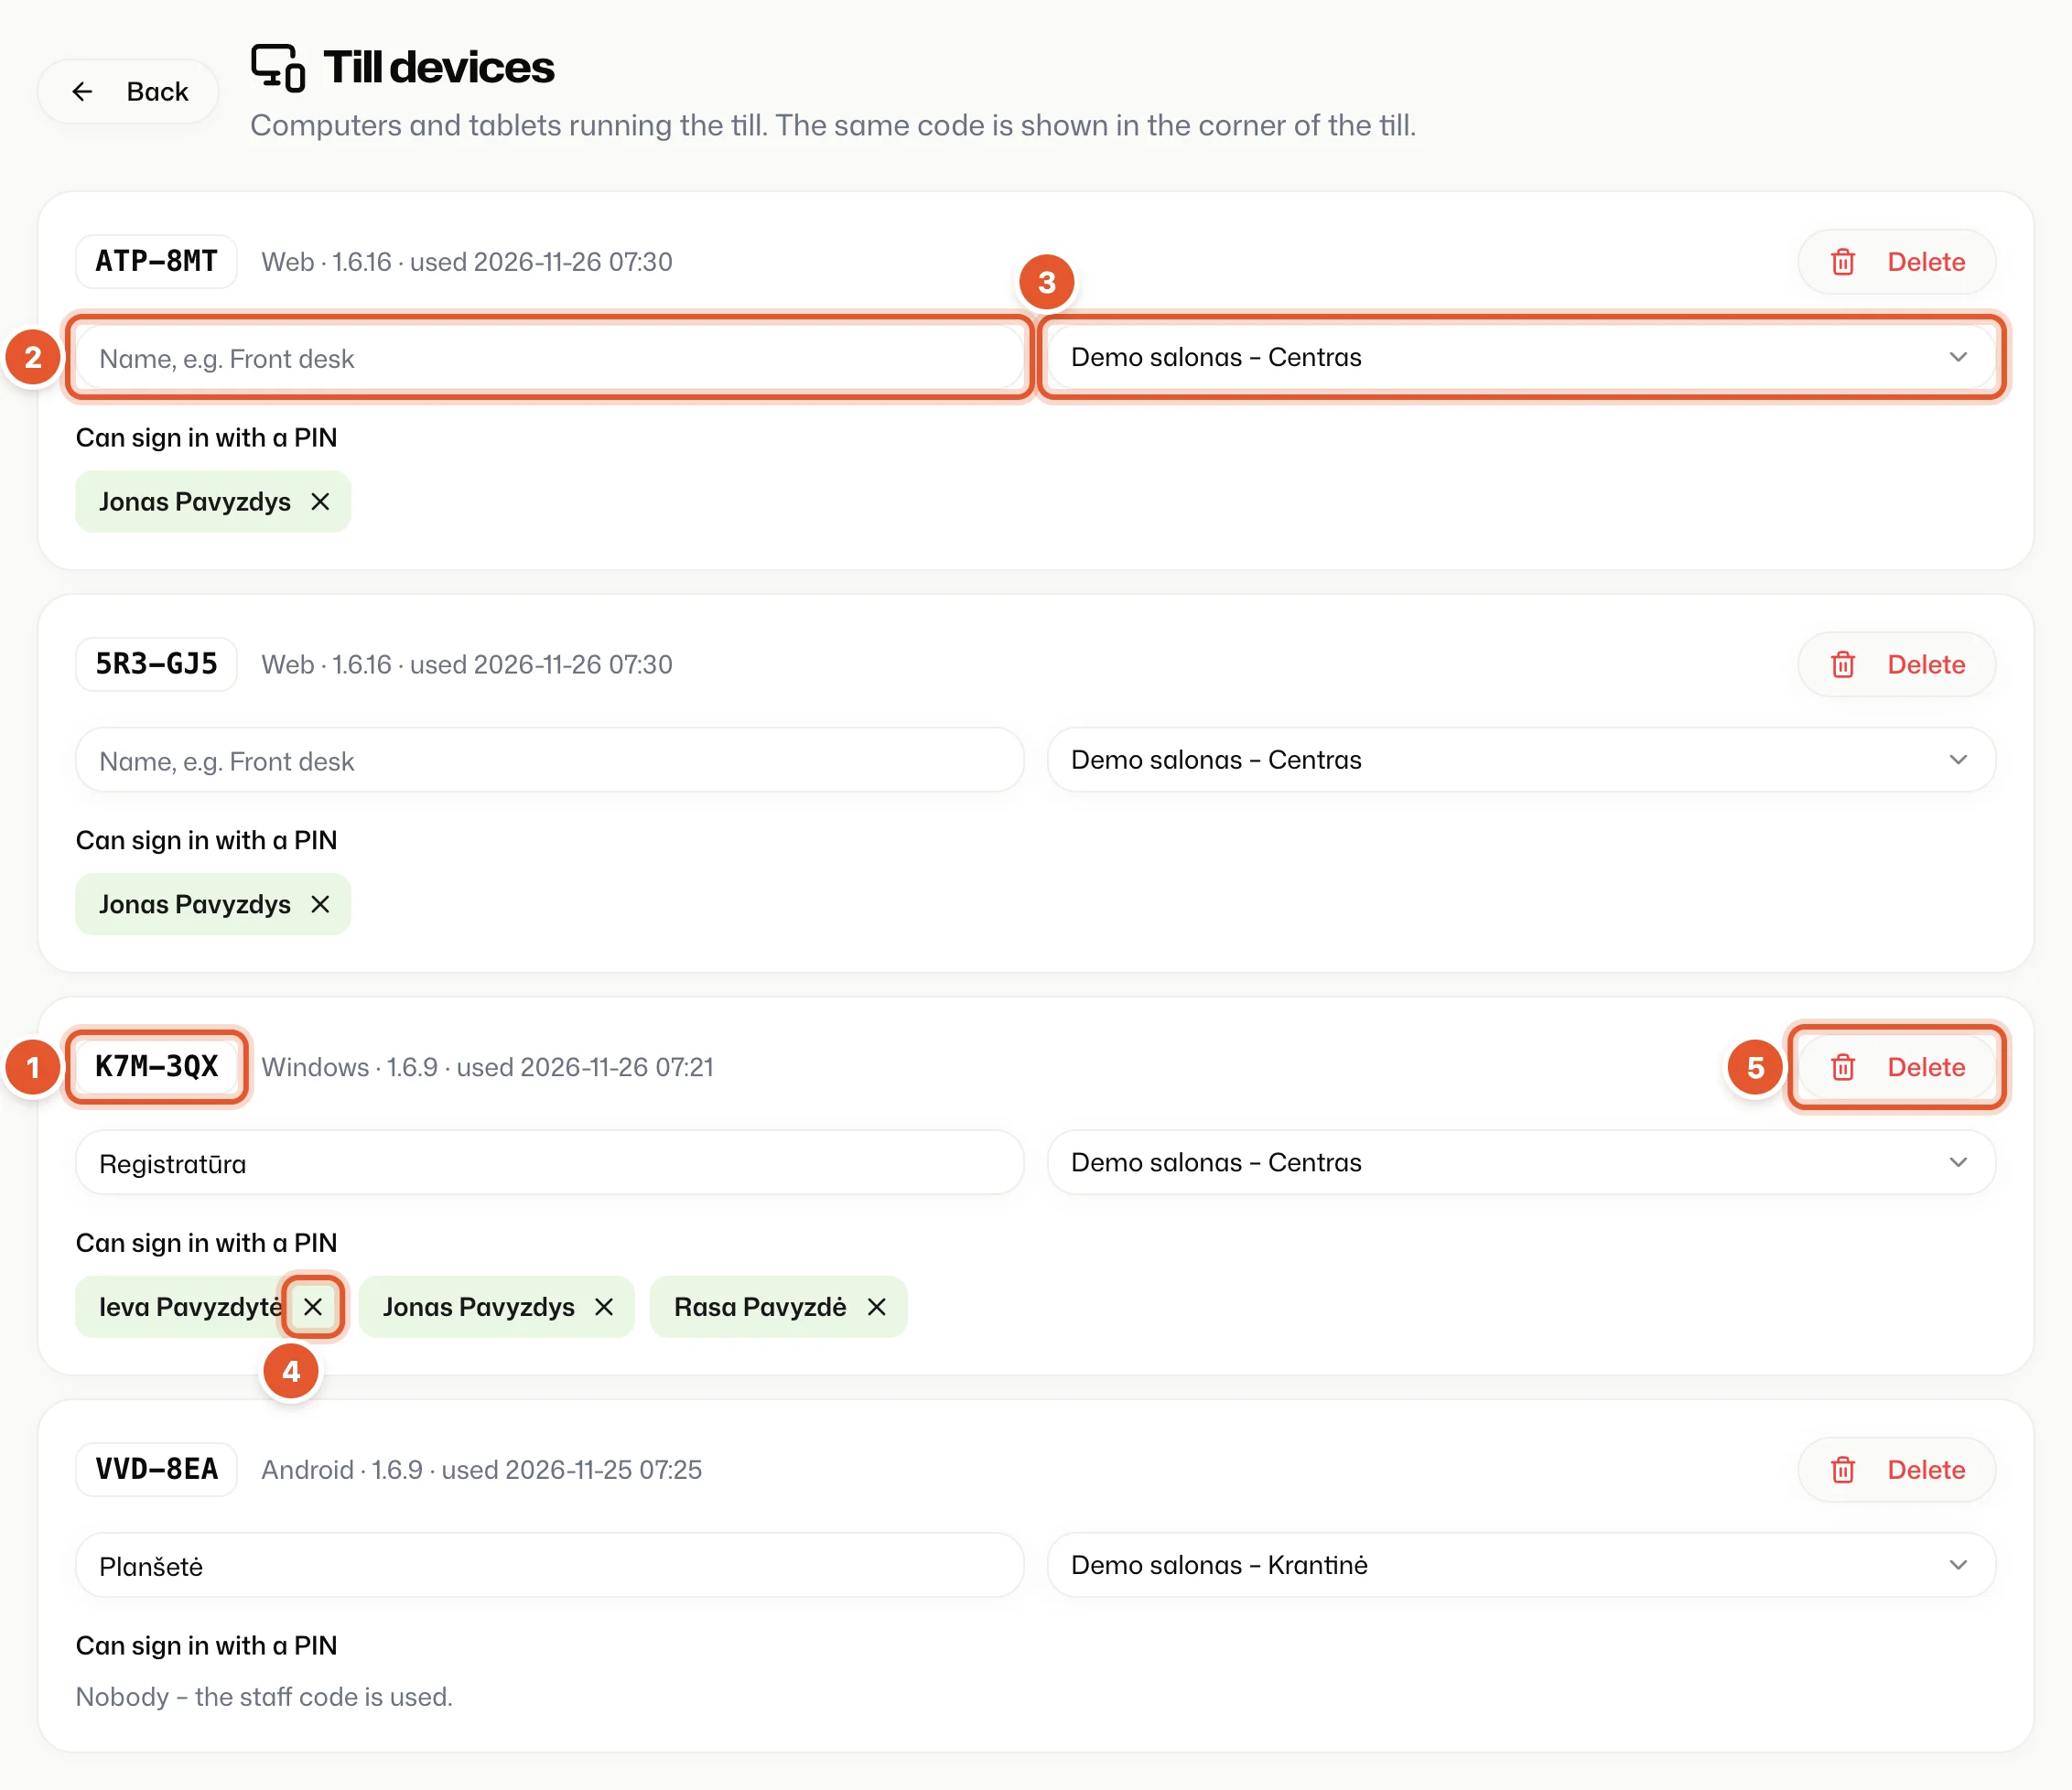 Back
Till devices
Computers and tablets running the till. The same code is shown in the corner of the till.
ATP-8MT Web · 1.6.16 · used 2026-11-26 07:30 Delete
3
2 Name, e.g. Front desk Demo salonas – Centras
Can sign in with a PIN
Jonas Pavyzdys
5R3-GJ5 Web · 1.6.16 · used 2026-11-26 07:30 Delete
Name, e.g. Front desk Demo salonas – Centras
Can sign in with a PIN
Jonas Pavyzdys
1 K7M-3QX Windows · 1.6.9 · used 2026-11-26 07:21 5 Delete
Registratūra Demo salonas – Centras
Can sign in with a PIN
Ieva Pavyzdytė Jonas Pavyzdys Rasa Pavyzdė
4
VVD-8EA Android · 1.6.9 · used 2026-11-25 07:25 Delete
Planšetė Demo salonas – Krantinė
Can sign in with a PIN
Nobody – the staff code is used.